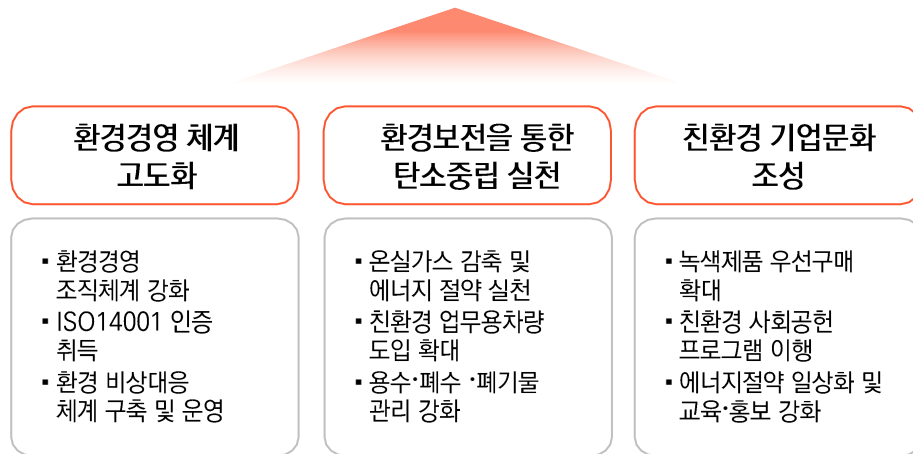 환경경영 체계
고도화
환경보전을 통한
탄소중립 실천
친환경 기업문화
조성
▪ 환경경영
조직체계 강화
▪ ISO14001 인증
취득
▪ 환경 비상대응
체계 구축 및 운영
▪ 온실가스 감축 및
에너지 절약 실천
▪ 친환경 업무용차량
도입 확대
▪ 용수·폐수 ·폐기물
관리 강화
▪ 녹색제품 우선구매
확대
▪ 친환경 사회공헌
프로그램 이행
▪ 에너지절약 일상화 및
교육·홍보 강화